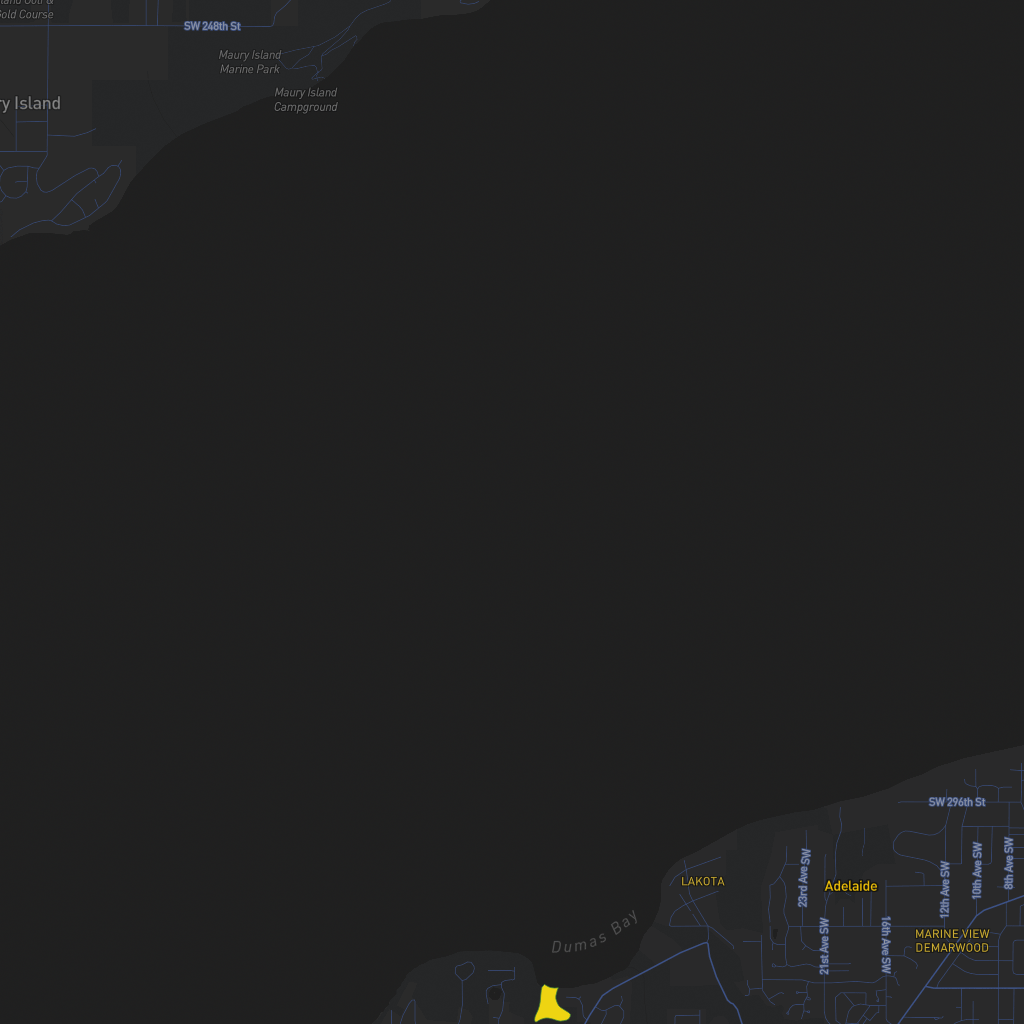 Gold Course
SW 248th St
Maury Island
Marine Park
Maury Island
Campground
ry Island
SW 296th St
23rd Ave SW
21st Ave SW
16th Ave SW
12th Ave SW
10th Ave SW
8th Ave SW
LAKOTA
Adelaide
MARINE VIEW
DEMARWOOD
Dumas Bay